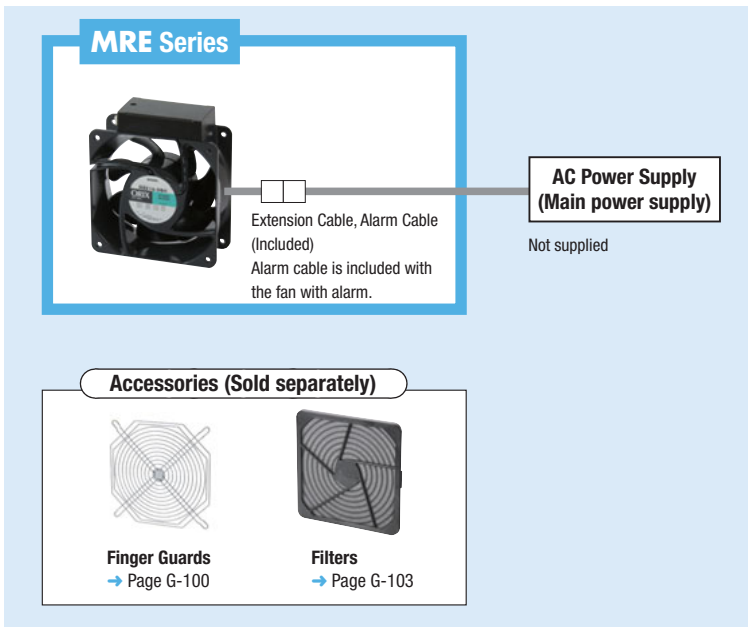 MRE Series
ORIX
Extension Cable, Alarm Cable
(Included)
Alarm cable is included with
the fan with alarm.
AC Power Supply
(Main power supply)
Not supplied
Accessories (Sold separately)
Finger Guards
→ Page G-100
Filters
→ Page G-103